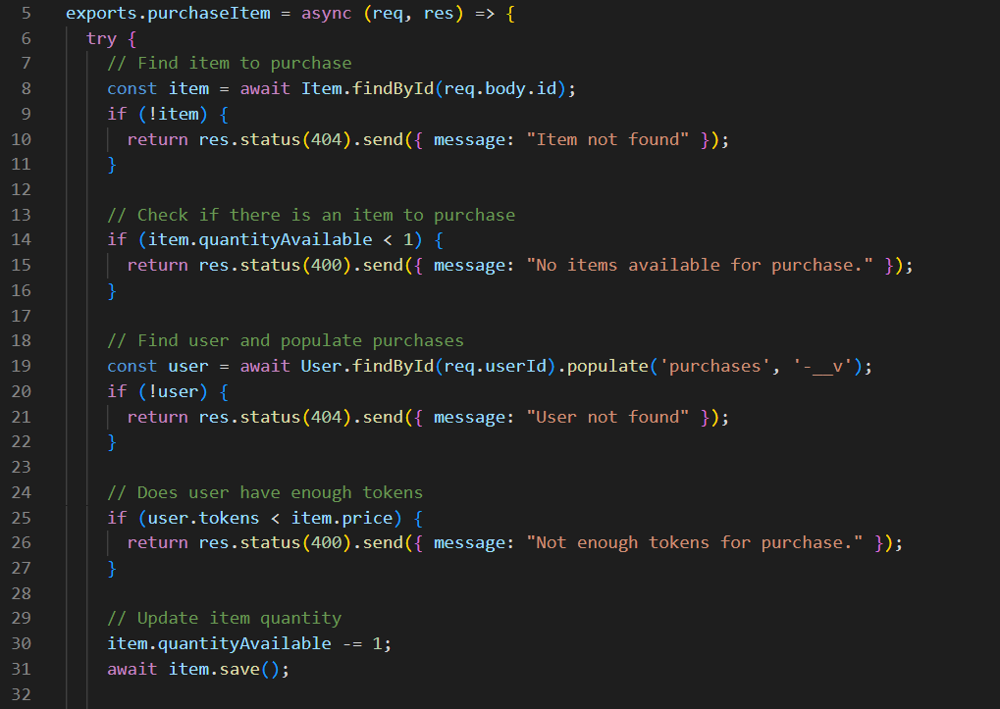 5 exports.purchaseItem = async (req, res) => {
6 try {
7 // Find item to purchase
8 const item = await Item.findById(req.body.id);
9 if (!item) {
10 return res.status(404).send({ message: "Item not found" });
11 }
12
13 // Check if there is an item to purchase
14 if (item.quantityAvailable < 1) {
15 return res.status(400).send({ message: "No items available for purchase." });
16 }
17
18 // Find user and populate purchases
19 const user = await User.findById(req.userId).populate('purchases', '-__v');
20 if (!user) {
21 return res.status(404).send({ message: "User not found" });
22 }
23
24 // Does user have enough tokens
25 if (user.tokens < item.price) {
26 return res.status(400).send({ message: "Not enough tokens for purchase." });
27 }
28
29 // Update item quantity
30 item.quantityAvailable -= 1;
31 await item.save();
32